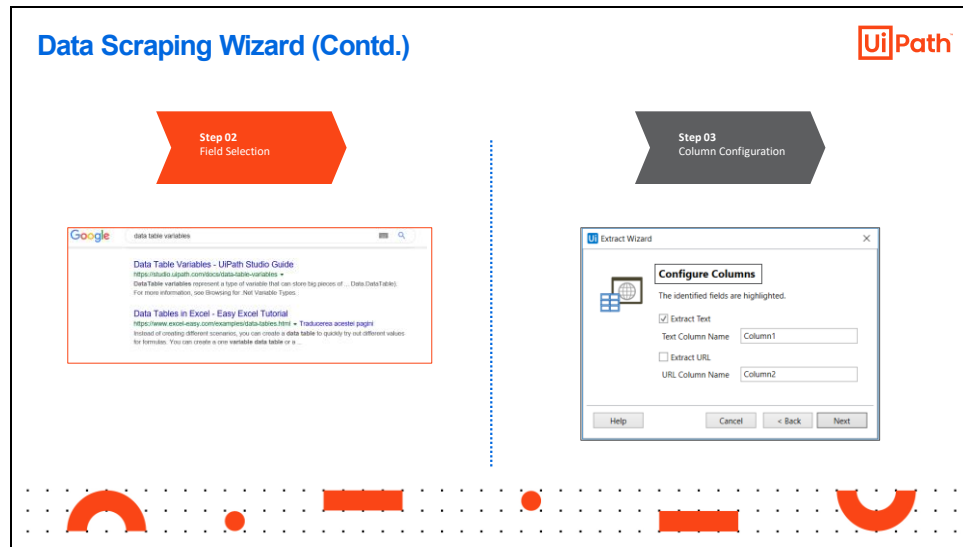 Data Scraping Wizard (Contd.)
UiPath
Step 02
Field Selection
Google
data table variables
Data Table Variables - UiPath Studio Guide
https://studio.uipath.com/docs/data-table-variables
DataTable variables represent a type of variable that can store big pieces of ... Data.DataTable).
For more information, see Browsing for .Net Variable Types.
Data Tables in Excel - Easy Excel Tutorial
https://www.excel-easy.com/examples/data-tables.html Traducerea acestei pagini
Instead of creating different scenarios, you can create a data table to quickly try out different values
for formulas. You can create a one variable data table or a ...
Step 03
Column Configuration
Ui Extract Wizard
Configure Columns
The identified fields are highlighted.
Extract Text
Text Column Name Column1
Extract URL
URL Column Name Column2
Help Cancel < Back Next